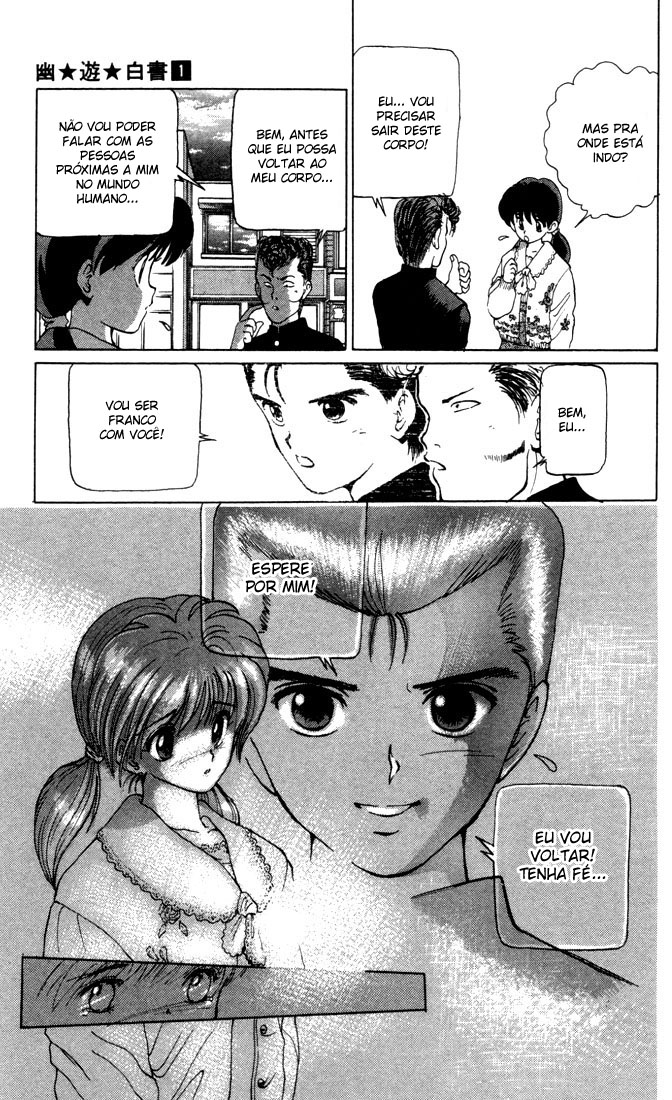 幽★遊★白書1
MAS PRA
ONDE ESTÁ
INDO?
EU... VOU
PRECISAR
SAIR DESTE
CORPO!
BEM, ANTES
QUE EU POSSA
VOLTAR AO
MEU CORPO...
NÃO VOU PODER
FALAR COM AS
PESSOAS
PRÓXIMAS A MIM
NO MUNDO
HUMANO...
BEM,
EU...
VOU SER
FRANCO
COM VOCÊ!
ESPERE
POR MIM!
EU VOU
VOLTAR!
TENHA FÉ...